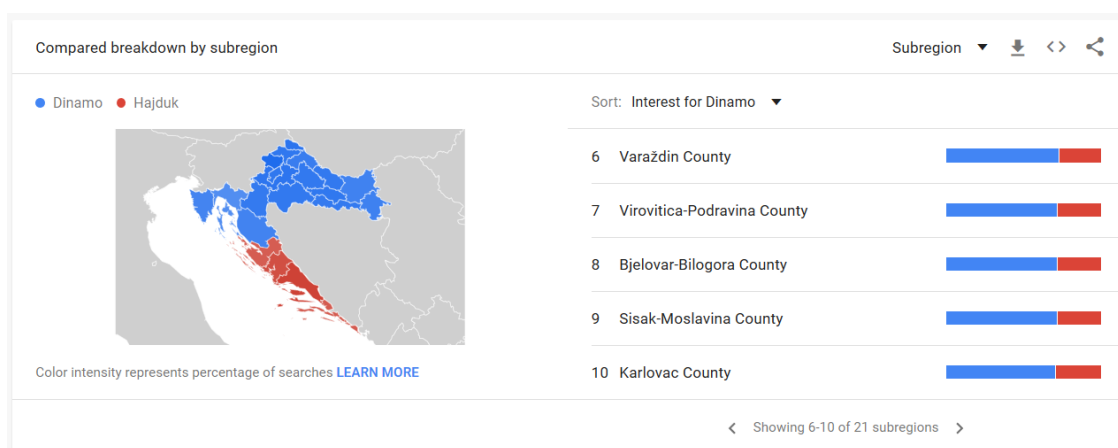 Compared breakdown by subregion
Subregion
Dinamo Hajduk
Sort: Interest for Dinamo
6 Varaždin County
7 Virovitica-Podravina County
8 Bjelovar-Bilogora County
9 Sisak-Moslavina County
10 Karlovac County
Color intensity represents percentage of searches LEARN MORE
Showing 6-10 of 21 subregions